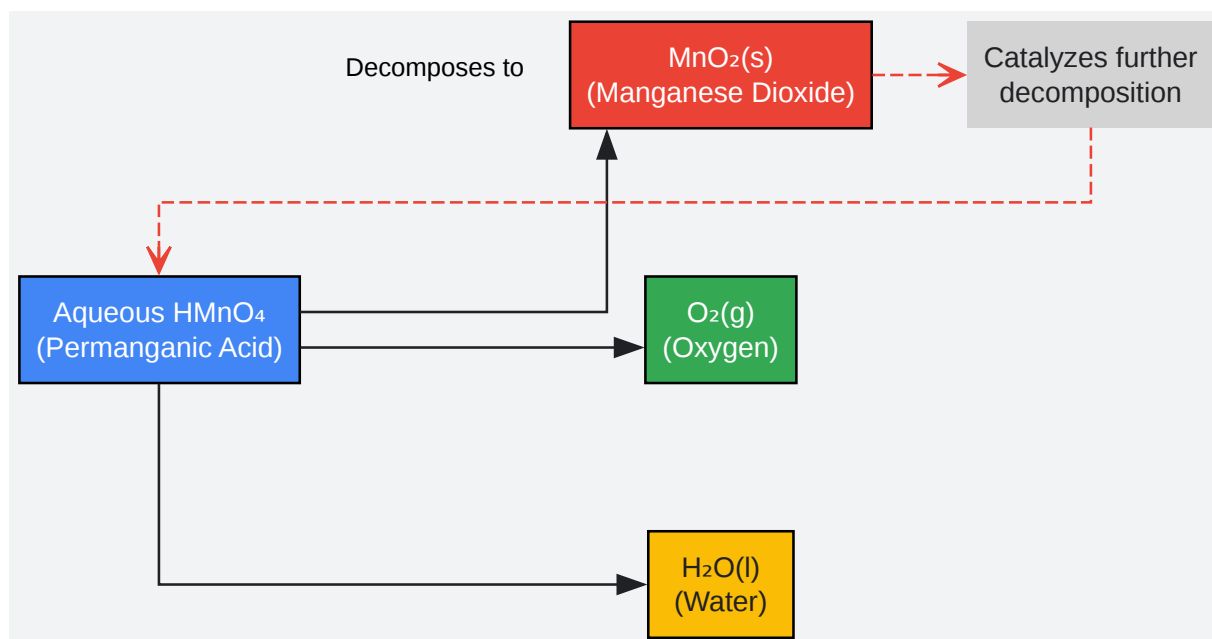 Decomposes to
MnO₂(s)
(Manganese Dioxide)
Catalyzes further
decomposition
Aqueous HMnO₄
(Permanganic Acid)
O₂(g)
(Oxygen)
H₂O(l)
(Water)